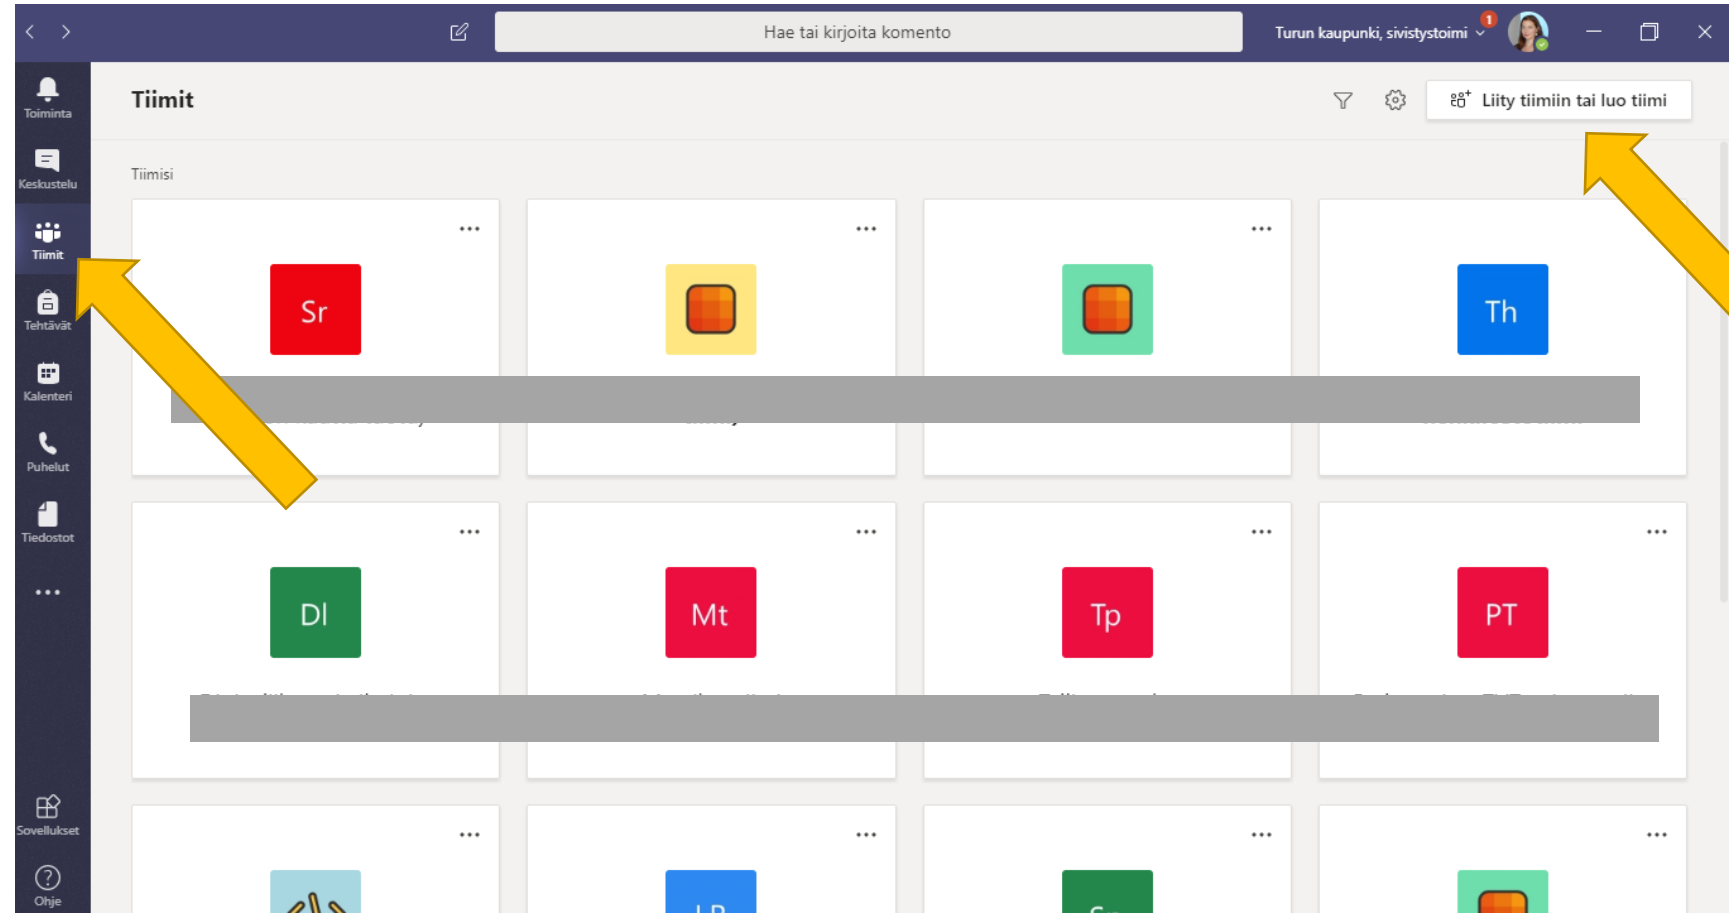 Hae tai kirjoita komento
Turun kaupunki, sivistystoimi
1
Toiminta
Keskustelu
Tiimit
Tehtävät
Kalenteri
Puhelut
Tiedostot
Sovellukset
Ohje
Tiimit
Liity tiimiin tai luo tiimi
Tiimisi
Sr
Th
Dl
Mt
Tp
PT